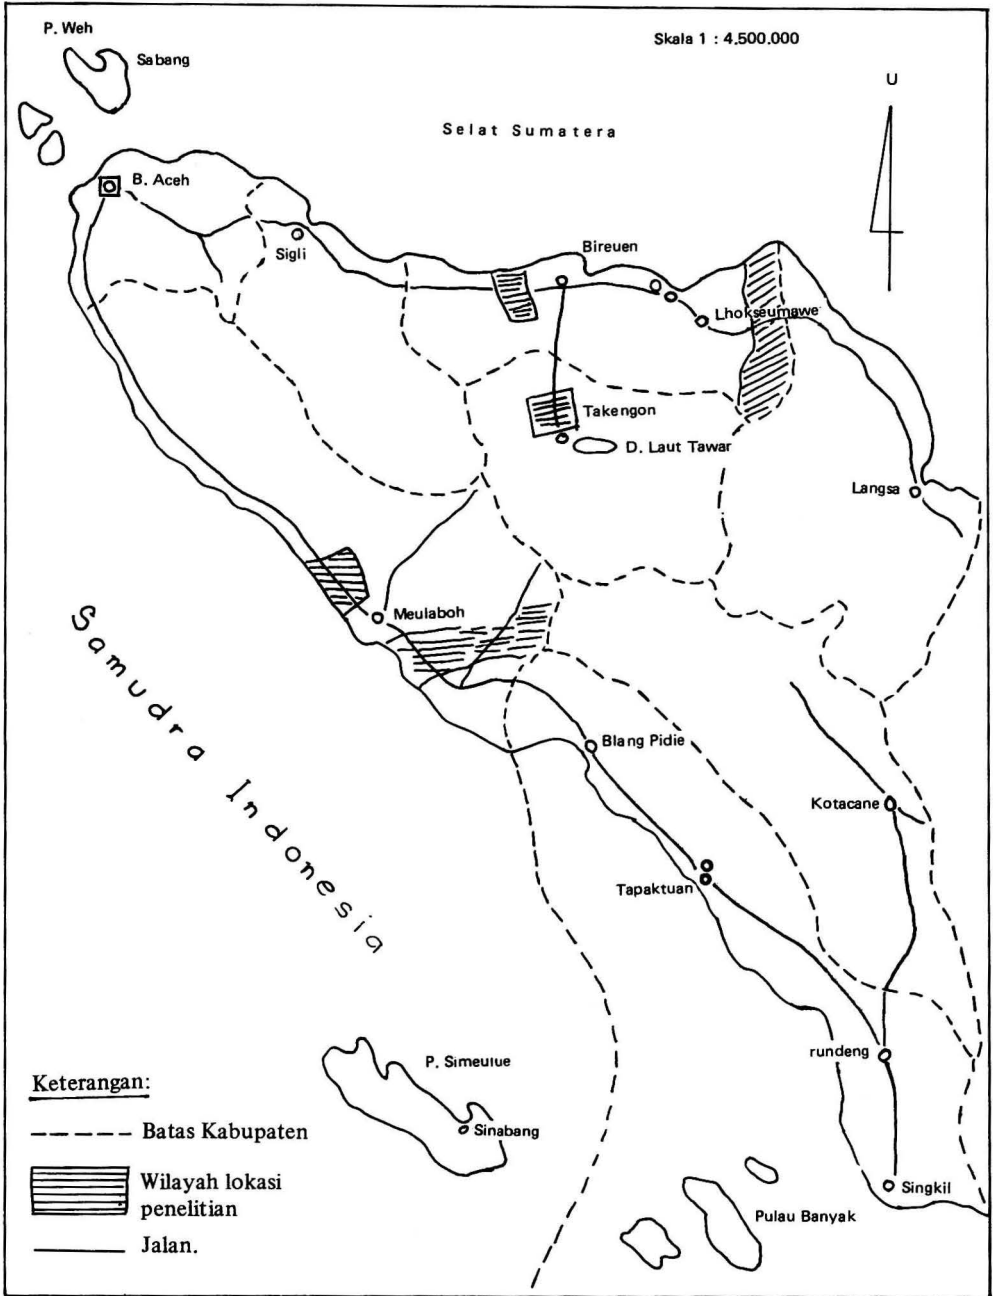 P. Weh
Skala 1 : 4.500.000
Sabang
U
Selat Sumatera
B. Aceh
Sigli
Bireuen
Lhokseumawe
Takengon
D. Laut Tawar
Langsa
Meulaboh
Samudra Indonesia
Blang Pidie
Kotacane
Tapaktuan
rundeng
P. Simeulue
Sinabang
Singkil
Pulau Banyak
Keterangan:
Batas Kabupaten
Wilayah lokasi
penelitian
Jalan.